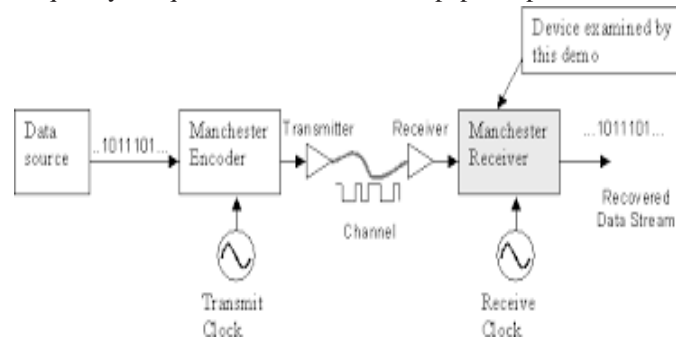 Device examined by
this demo
Data
source
..1011101...
Manchester
Encoder
Transmitter
Receiver
Manchester
Receiver
...1011101...
Channel
Recovered
Data Stream
Transmit
Clock
Receive
Clock